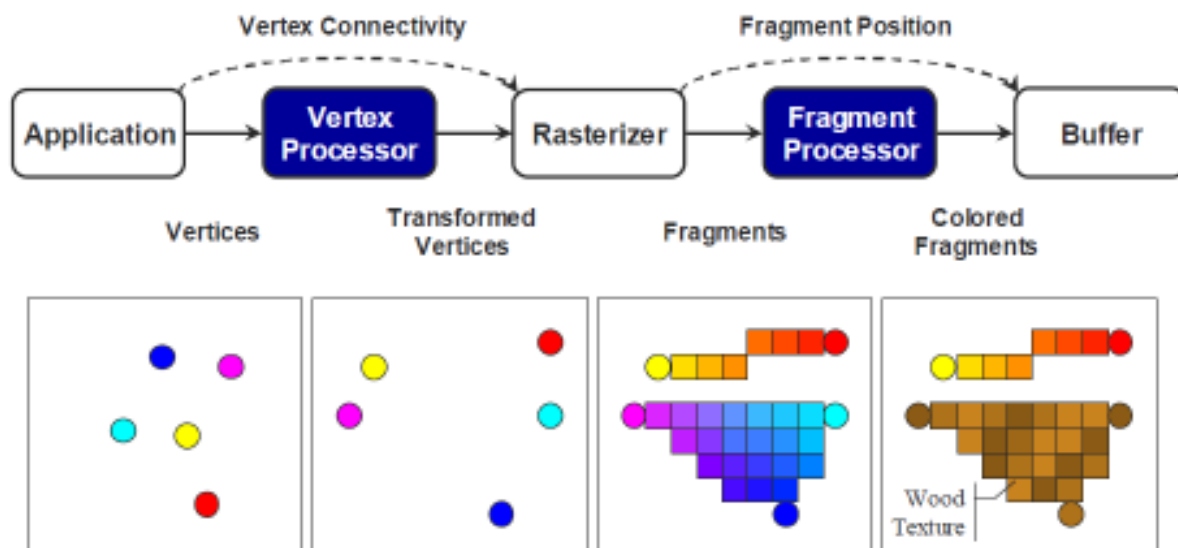 Vertex Connectivity
Fragment Position
Application
Vertex
Processor
Rasterizer
Fragment
Processor
Buffer
Vertices
Transformed
Vertices
Fragments
Colored
Fragments
Wood
Texture